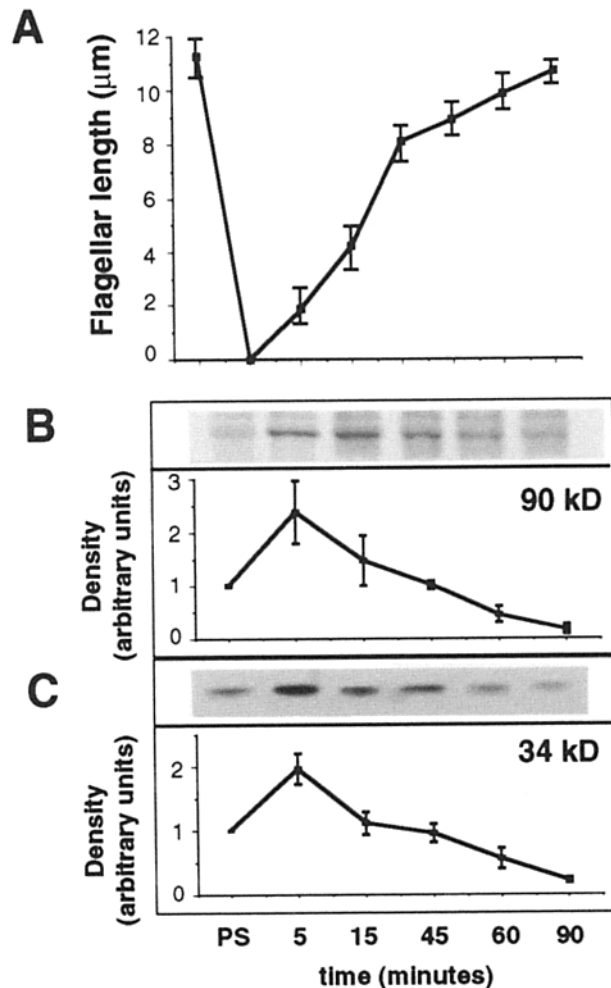 A
Flagellar length (μm)
12
10
8
6
4
2
0
B
90 kD
Density
(arbitrary units)
3
2
1
0
C
34 kD
Density
(arbitrary units)
2
1
0
PS 5 15 45 60 90
time (minutes)